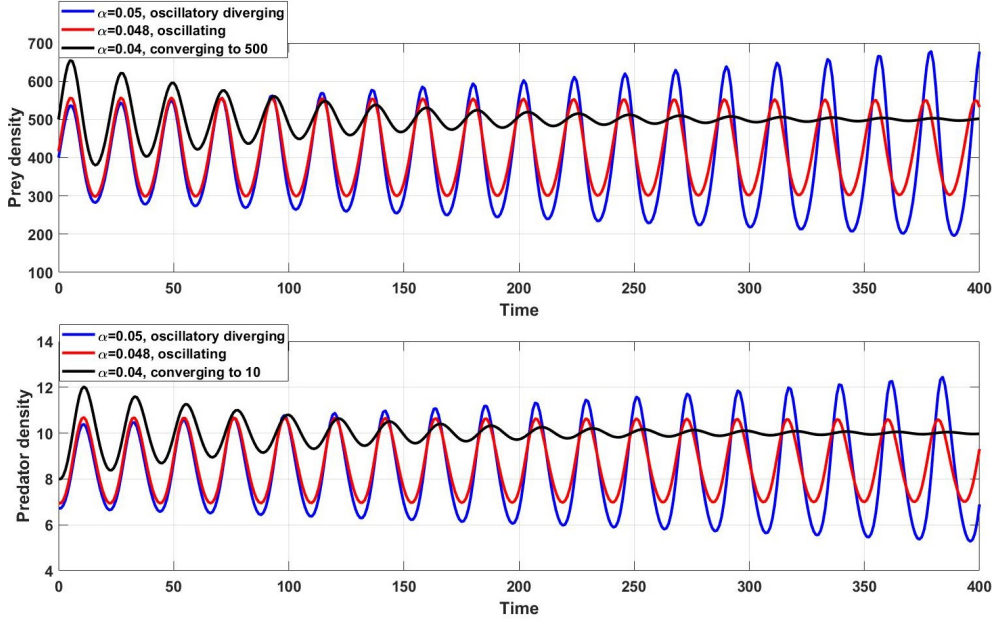 α=0.05, oscillatory diverging
α=0.048, oscillating
α=0.04, converging to 500
700
600
500
400
300
200
100
Prey density
0 50 100 150 200 250 300 350 400
Time
α=0.05, oscillatory diverging
α=0.048, oscillating
α=0.04, converging to 10
14
12
10
8
6
4
Predator density
0 50 100 150 200 250 300 350 400
Time